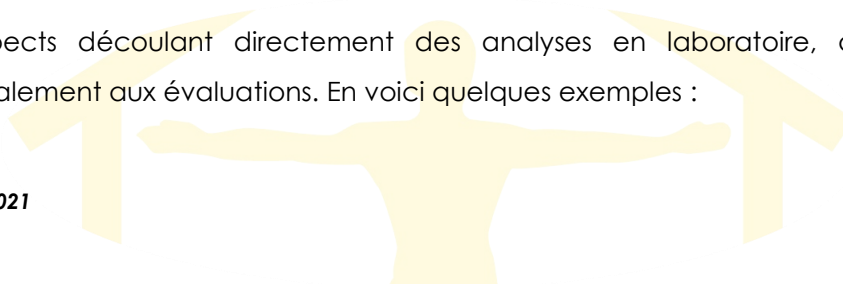 pects découlant directement des analyses en laboratoire,
alement aux évaluations. En voici quelques exemples :
021